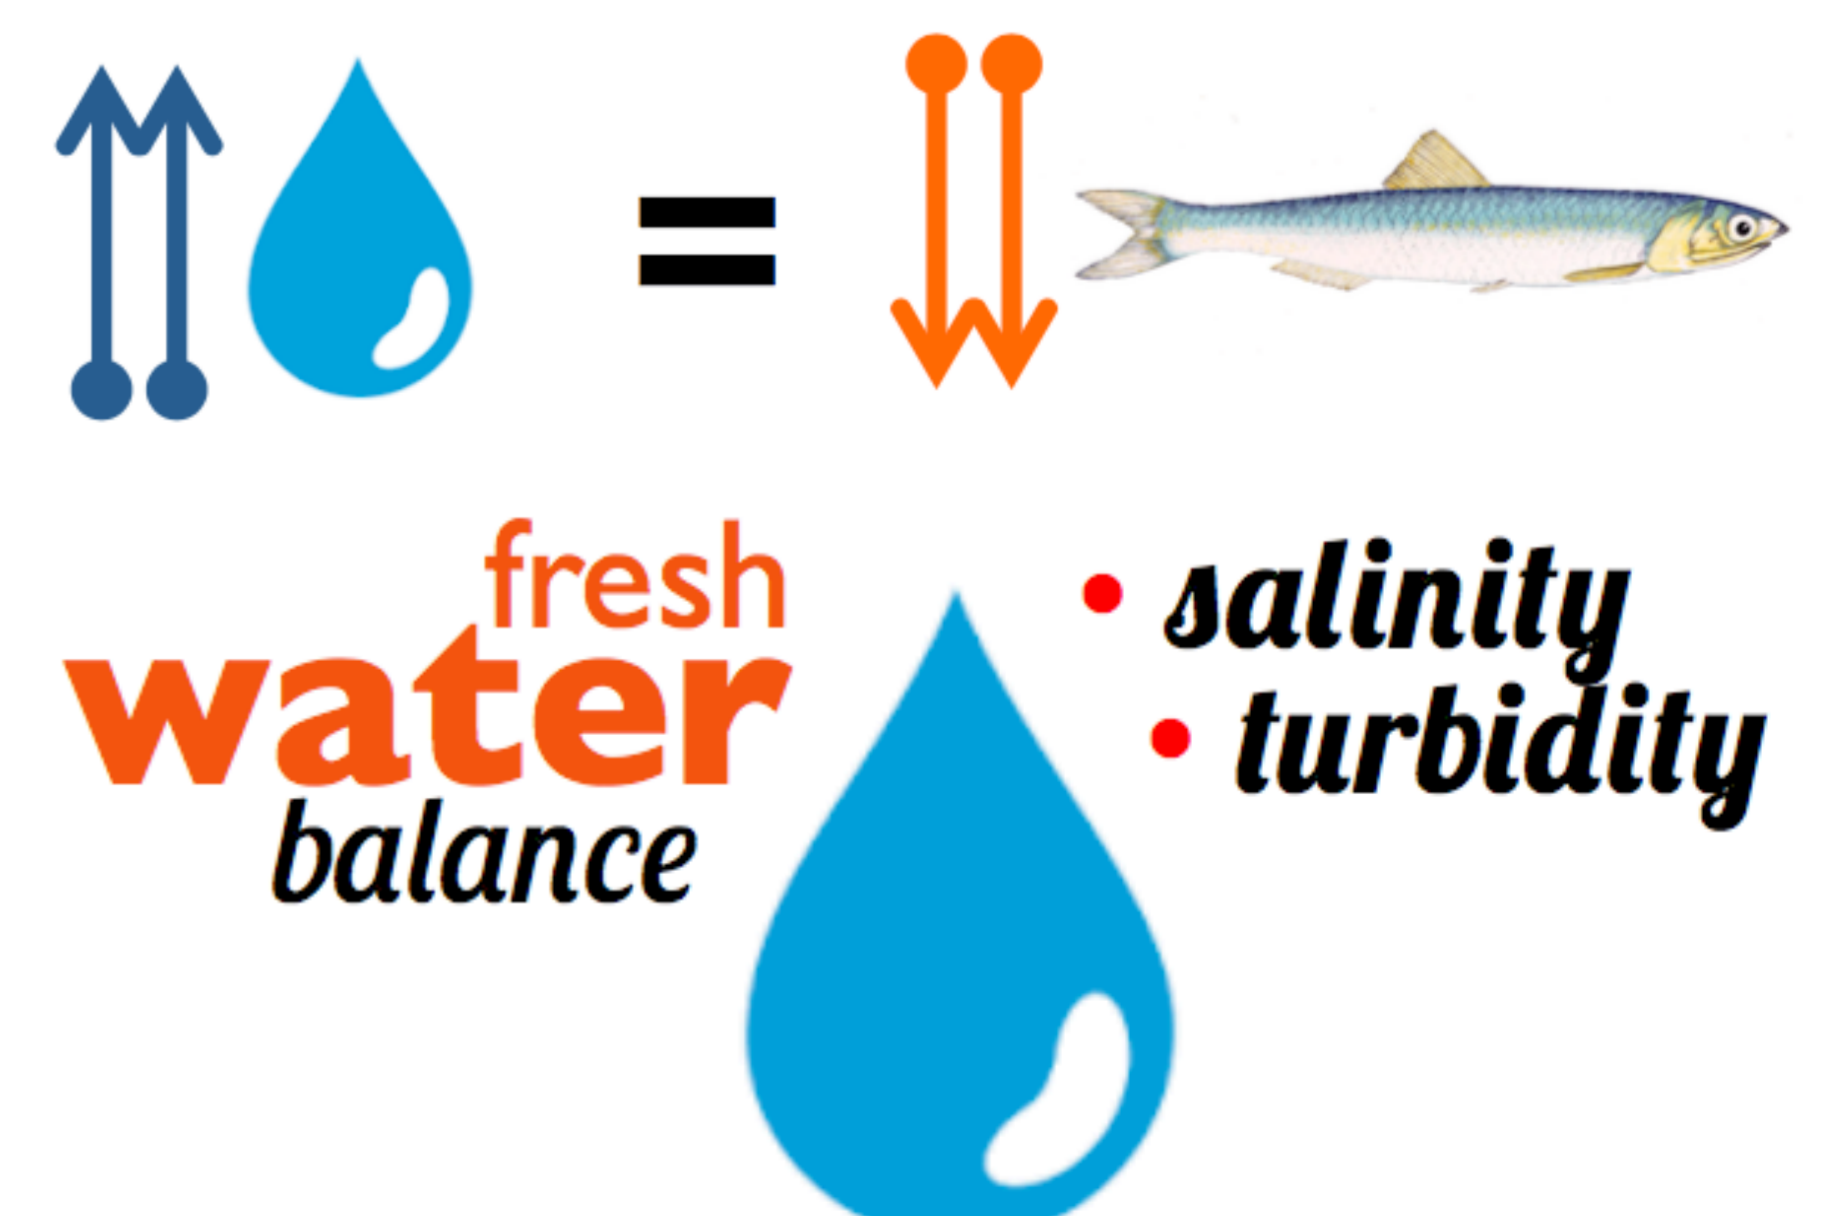 =
fresh
water
balance
• salinity
• turbidity